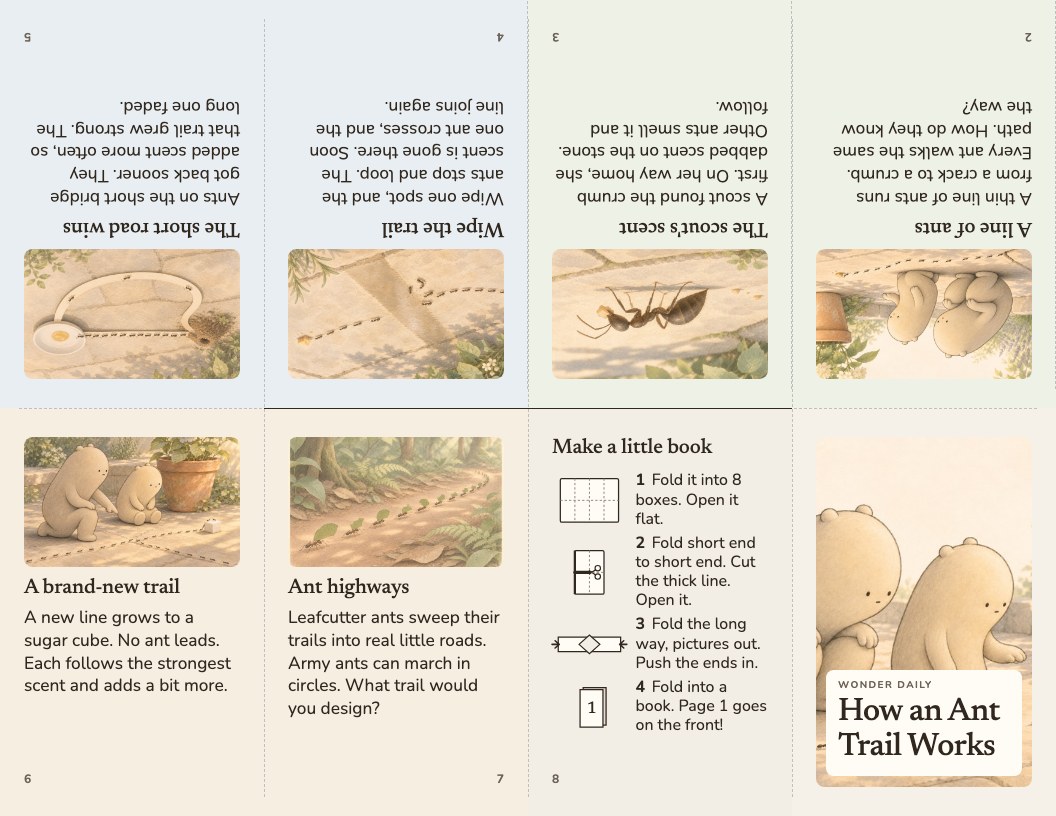 5
The short road wins
Ants on the short bridge
got back sooner. They
added scent more often, so
that trail grew strong. The
long one faded.
4
Wipe the trail
Wipe one spot, and the
ants stop and loop. The
scent is gone there. Soon
one ant crosses, and the
line joins again.
3
The scout's scent
A scout found the crumb
first. On her way home, she
dabbed scent on the stone.
Other ants smell it and
follow.
2
A line of ants
A thin line of ants runs
from a crack to a crumb.
Every ant walks the same
path. How do they know
the way?
A brand-new trail
A new line grows to a
sugar cube. No ant leads.
Each follows the strongest
scent and adds a bit more.
6
Ant highways
Leafcutter ants sweep their
trails into real little roads.
Army ants can march in
circles. What trail would
you design?
7
Make a little book
1 Fold it into 8
boxes. Open it
flat.
2 Fold short end
to short end. Cut
the thick line.
Open it.
3 Fold the long
way, pictures out.
Push the ends in.
1
4 Fold into a
book. Page 1 goes
on the front!
8
WONDER DAILY
How an Ant
Trail Works